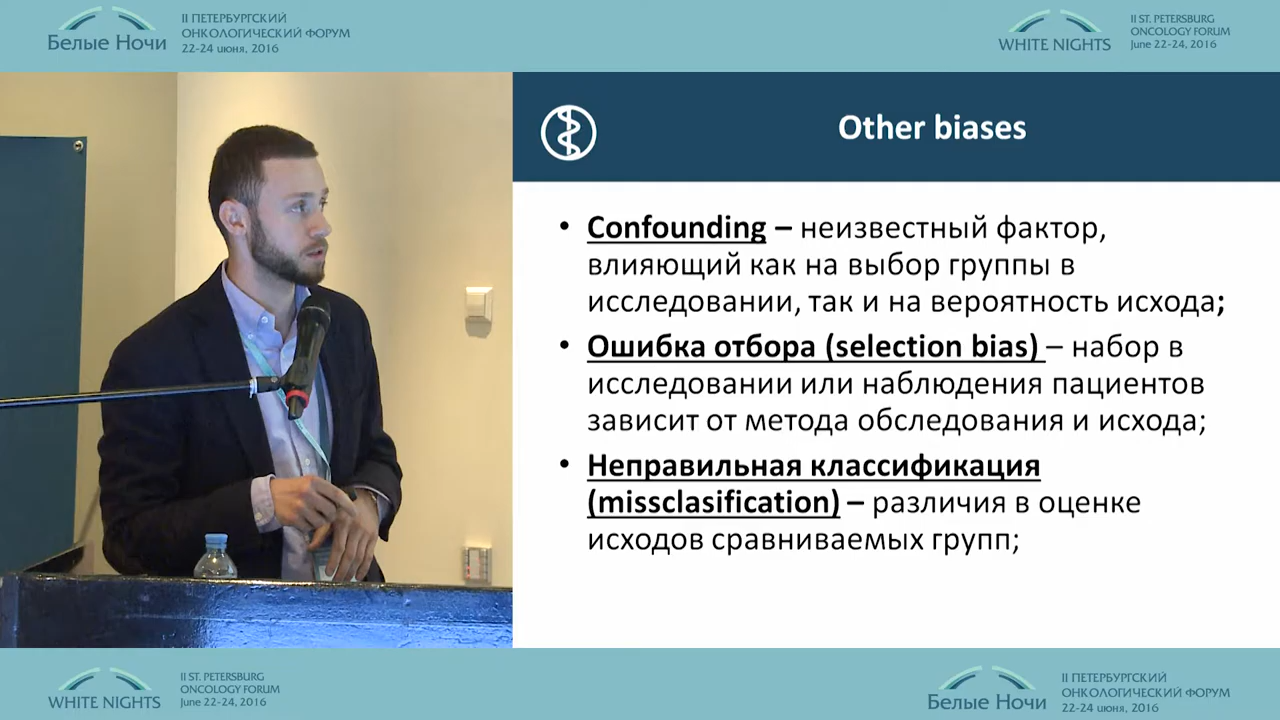 Белые Ночи
II ПЕТЕРБУРГСКИЙ
ОНКОЛОГИЧЕСКИЙ ФОРУМ
22-24 июня, 2016
WHITE NIGHTS
II ST. PETERSBURG
ONCOLOGY FORUM
June 22-24, 2016
Other biases
• Confounding – неизвестный фактор,
влияющий как на выбор группы в
исследовании, так и на вероятность исхода;
• Ошибка отбора (selection bias) – набор в
исследовании или наблюдения пациентов
зависит от метода обследования и исхода;
• Неправильная классификация
(missclasification) – различия в оценке
исходов сравниваемых групп;
WHITE NIGHTS
II ST. PETERSBURG
ONCOLOGY FORUM
June 22-24, 2016
Белые Ночи
II ПЕТЕРБУРГСКИЙ
ОНКОЛОГИЧЕСКИЙ ФОРУМ
22-24 июня, 2016